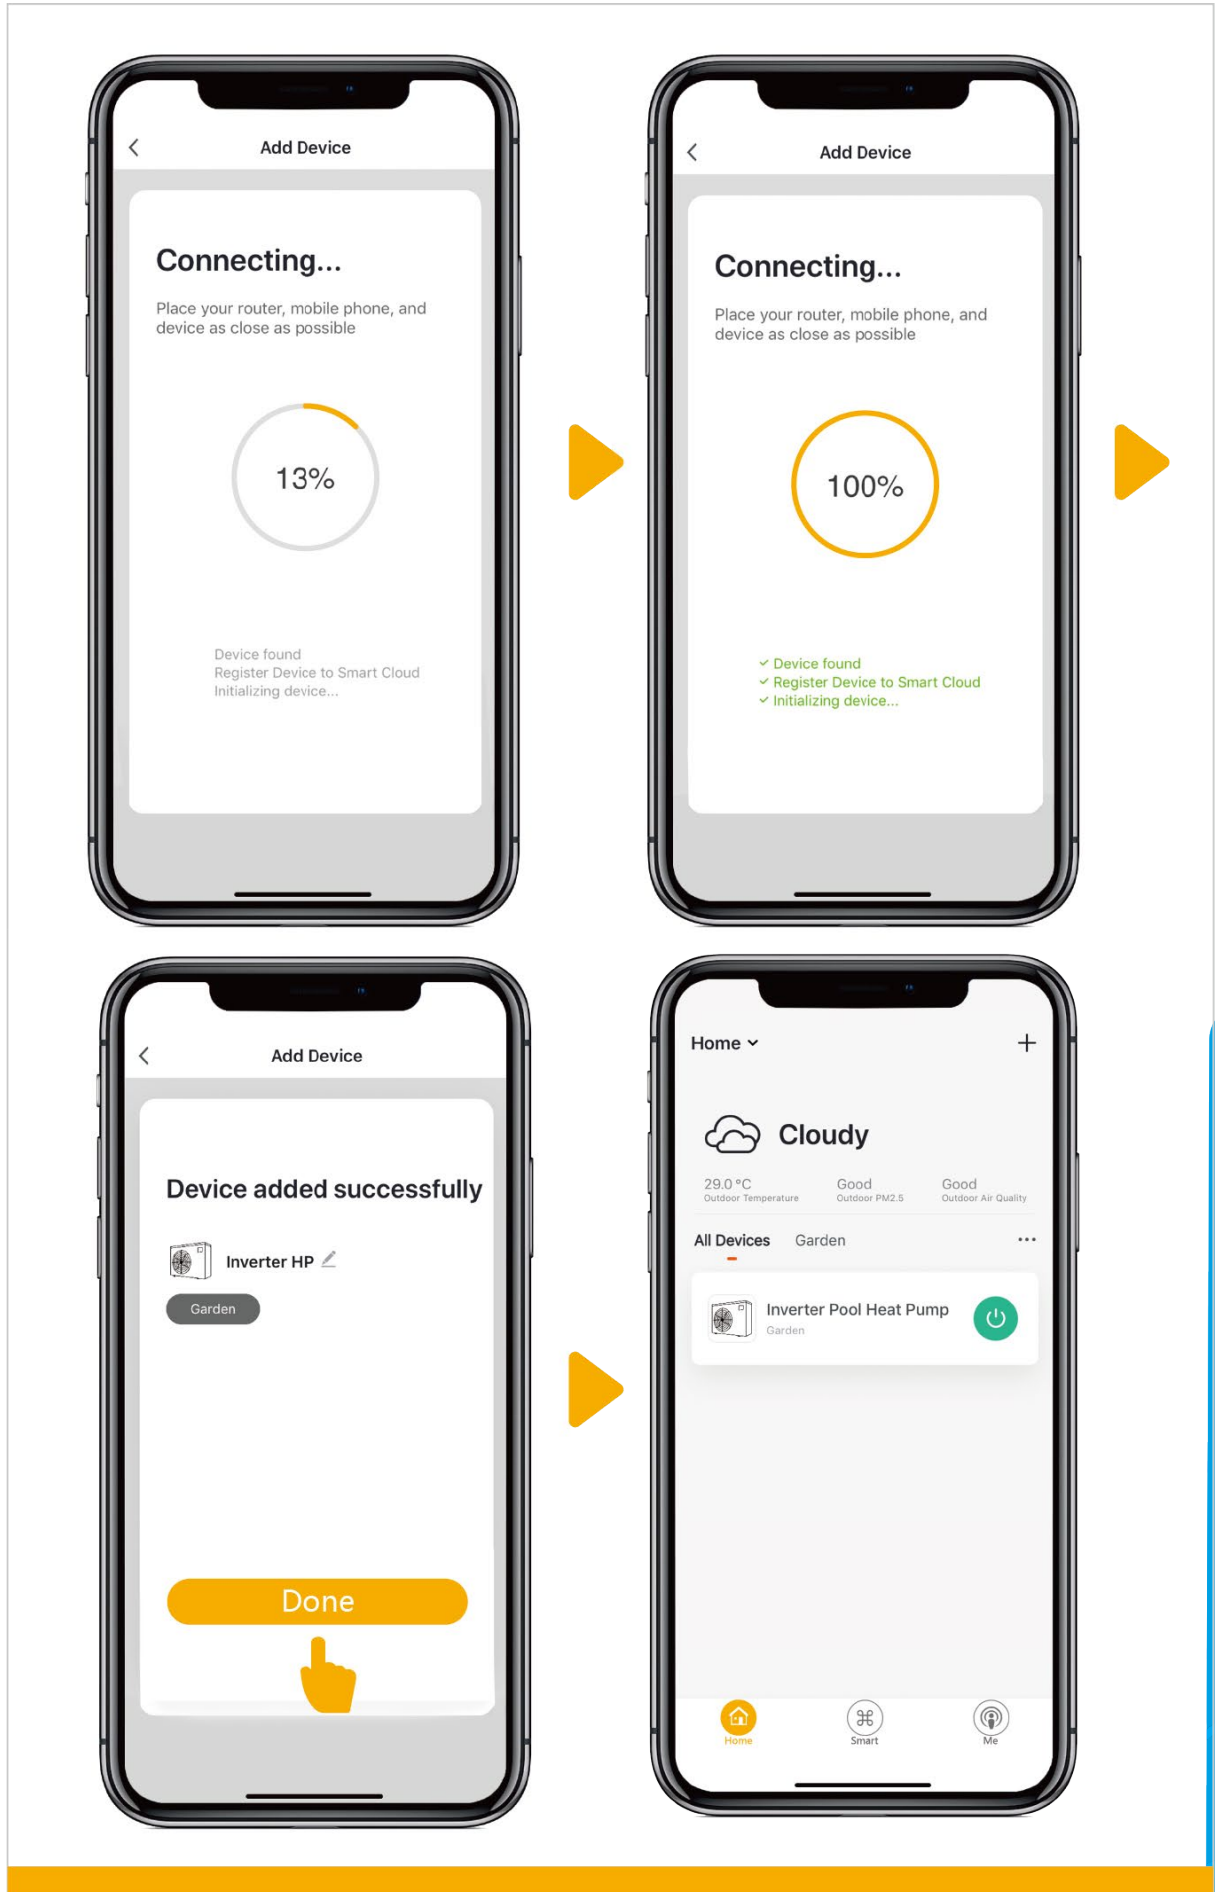 Add Device
Connecting...
Place your router, mobile phone, and
device as close as possible
13%
Device found
Register Device to Smart Cloud
Initializing device...
Add Device
Connecting...
Place your router, mobile phone, and
device as close as possible
100%
Device found
Register Device to Smart Cloud
Initializing device...
Add Device
Device added successfully
Inverter HP
Garden
Done
Home
Cloudy
29.0 °C Good Good
Outdoor Temperature Outdoor PM2.5 Outdoor Air Quality
All Devices Garden
Inverter Pool Heat Pump
Garden
Home Smart Me